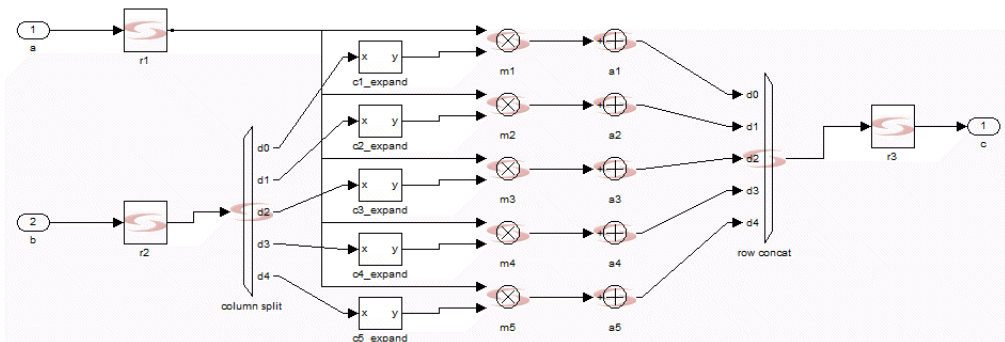 1
a
r1
x y
c1_expand
m1
+
a1
d0
x y
c2_expand
m2
+
a2
d1
r3
1
c
d0
d1
d2
d3
d4
column split
2
b
r2
x y
c3_expand
m3
+
a3
d2
x y
c4_expand
m4
+
a4
d3
d4
row concat
x y
c5_expand
m5
+
a5